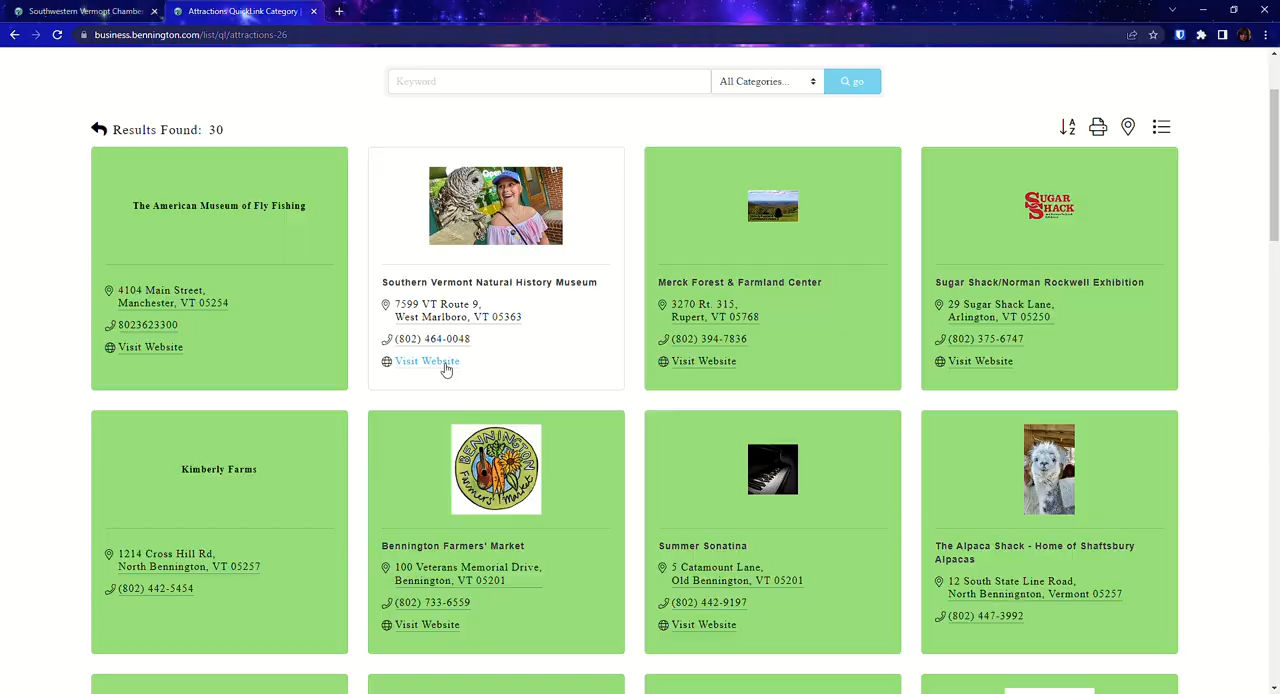 Southwestern Vermont Chamber
Attractions QuickLink Category |
business.bennington.com/list/ql/attractions-26
Keyword
All Categories...
go
Results Found: 30
The American Museum of Fly Fishing
4104 Main Street,
Manchester, VT 05254
8023623300
Visit Website
Open
Southern Vermont Natural History Museum
7599 VT Route 9,
West Marlboro, VT 05363
(802) 464-0048
Visit Website
Merck Forest & Farmland Center
3270 Rt. 315,
Rupert, VT 05768
(802) 394-7836
Visit Website
SUGAR
SHACK
Sugar Shack/Norman Rockwell Exhibition
29 Sugar Shack Lane,
Arlington, VT 05250
(802) 375-6747
Visit Website
Kimberly Farms
1214 Cross Hill Rd,
North Bennington, VT 05257
(802) 442-5454
BENNINGTON
Farmers' Market
Bennington Farmers' Market
100 Veterans Memorial Drive,
Bennington, VT 05201
(802) 733-6559
Visit Website
Summer Sonatina
5 Catamount Lane,
Old Bennington, VT 05201
(802) 442-9197
Visit Website
The Alpaca Shack - Home of Shaftsbury
Alpacas
12 South State Line Road,
North Benningnton, Vermont 05257
(802) 447-3992